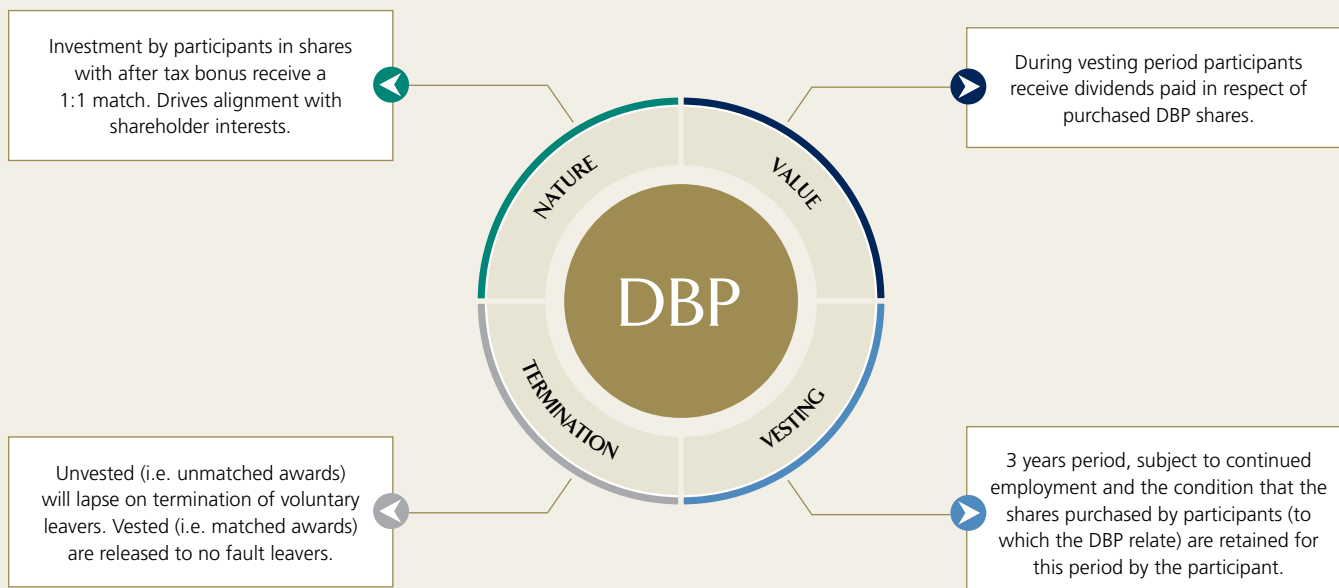 Investment by participants in shares
with after tax bonus receive a
1:1 match. Drives alignment with
shareholder interests.
During vesting period participants
receive dividends paid in respect of
purchased DBP shares.
NATURE
VALUE
DBP
TERMINATION
VESTING
Unvested (i.e. unmatched awards)
will lapse on termination of voluntary
leavers. Vested (i.e. matched awards)
are released to no fault leavers.
3 years period, subject to continued
employment and the condition that the
shares purchased by participants (to
which the DBP relate) are retained for
this period by the participant.